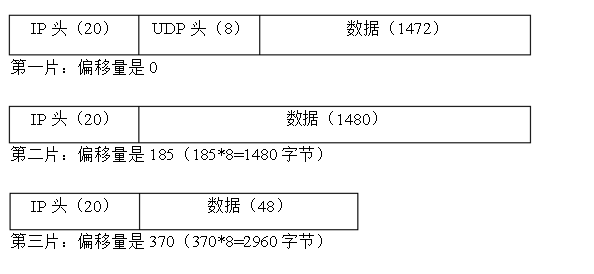 IP 头（20） UDP 头（8） 数据（1472）
第一片：偏移量是 0
IP 头（20） 数据（1480）
第二片：偏移量是 185（185*8=1480 字节）
IP 头（20） 数据（48）
第三片：偏移量是 370（370*8=2960 字节）